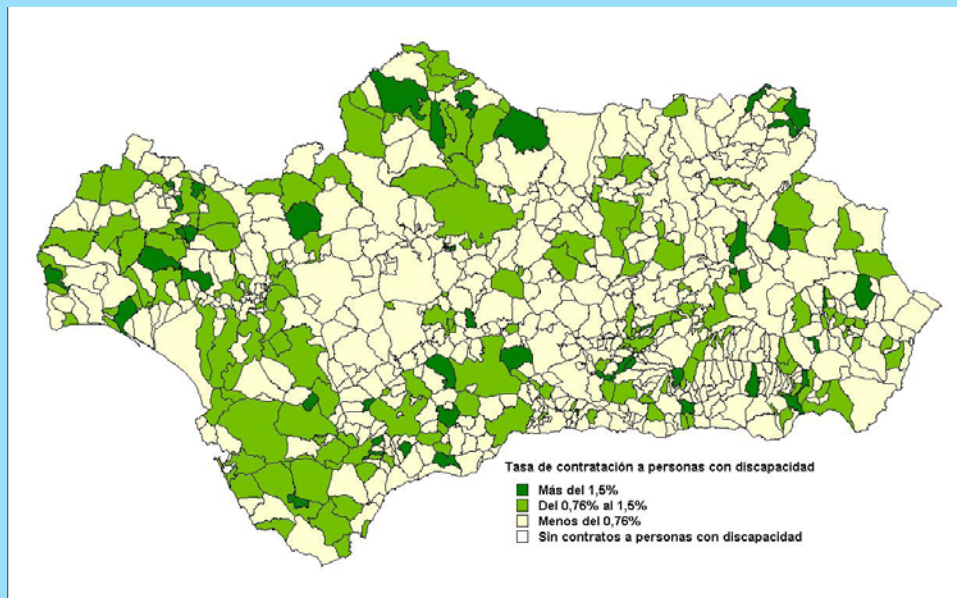 Tasa de contratación a personas con discapacidad
Más del 1,5%
Del 0,76% al 1,5%
Menos del 0,76%
Sin contratos a personas con discapacidad